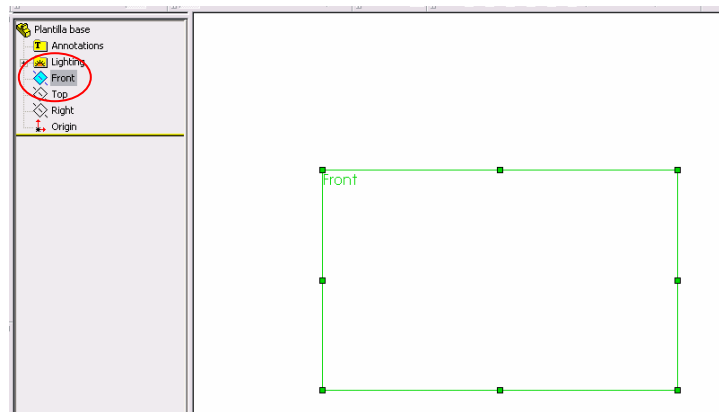 Plantilla base
Annotations
Lighting
Front
Top
Right
Origin
Front